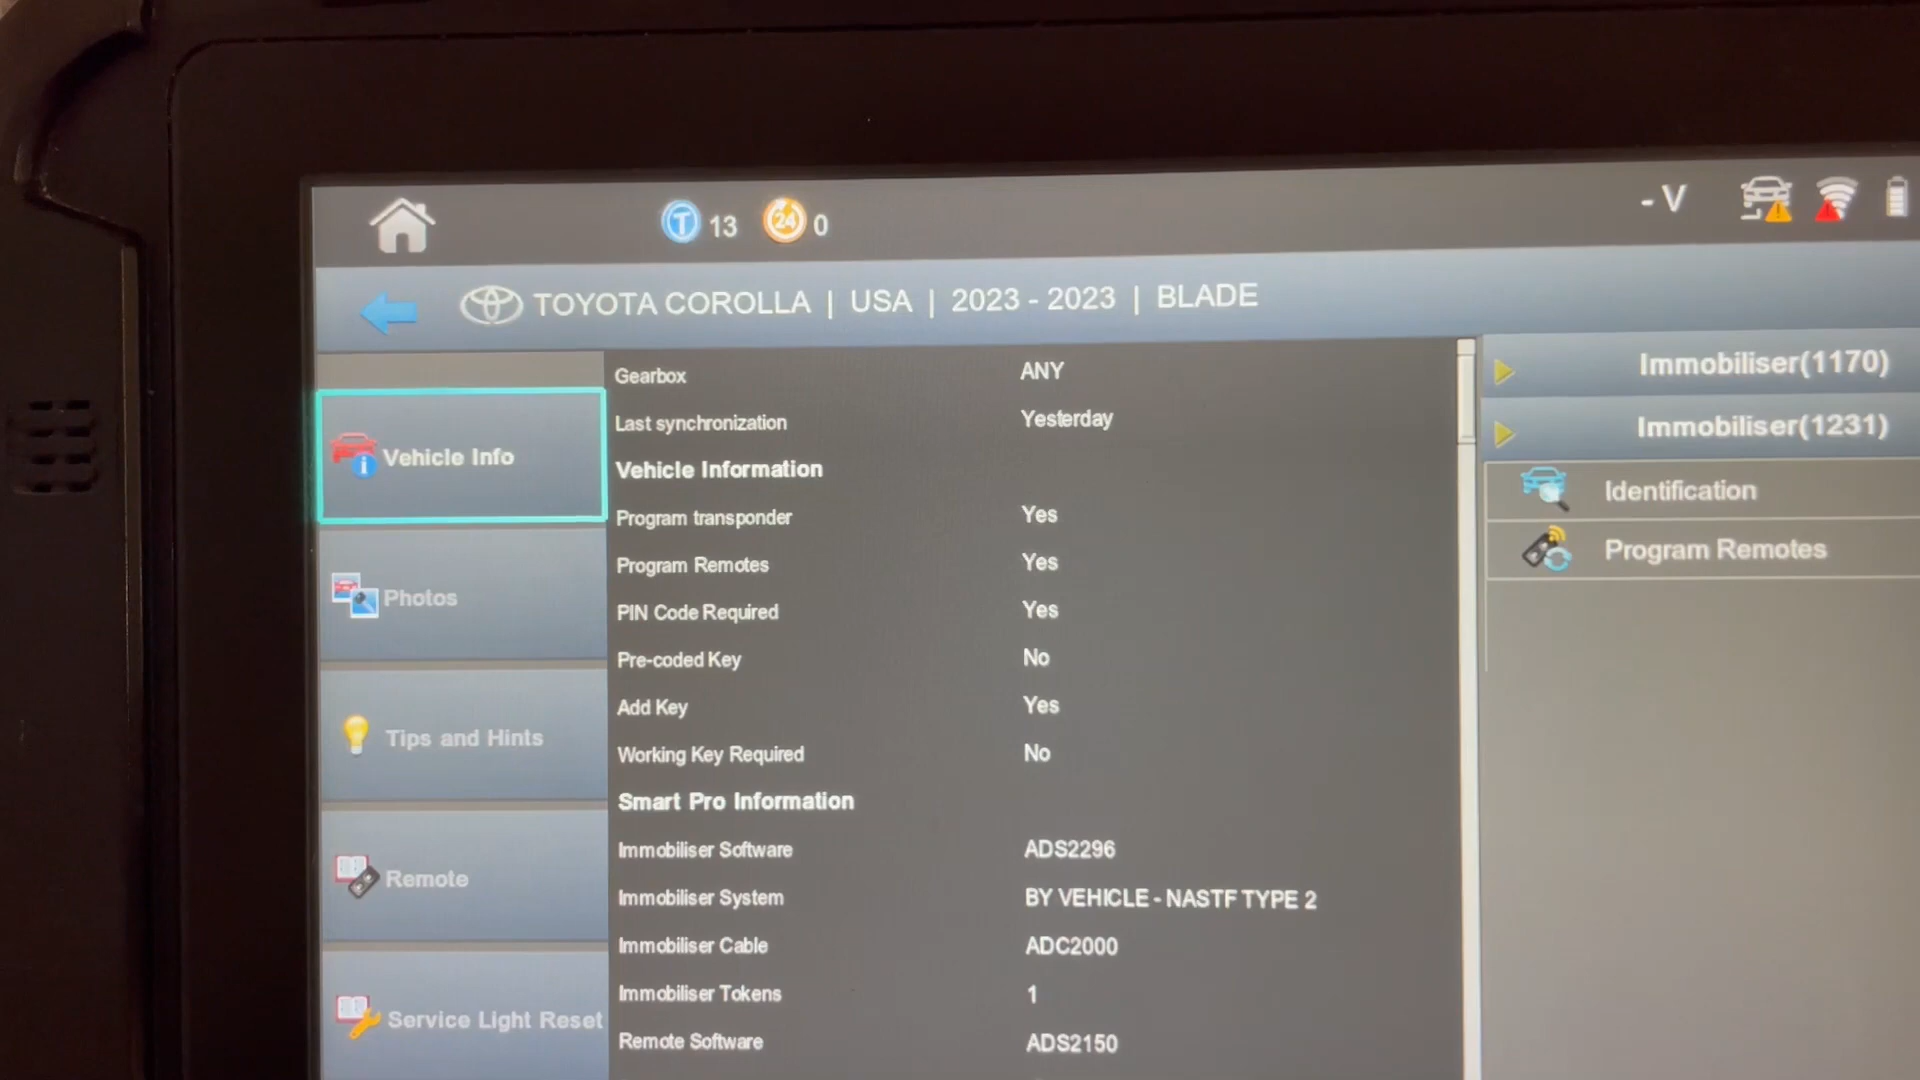 T 13 24 0 - V
TOYOTA COROLLA | USA | 2023 - 2023 | BLADE
Vehicle Info
Photos
Tips and Hints
Remote
Service Light Reset
Gearbox ANY
Last synchronization Yesterday
Vehicle Information
Program transponder Yes
Program Remotes Yes
PIN Code Required Yes
Pre-coded Key No
Add Key Yes
Working Key Required No
Smart Pro Information
Immobiliser Software ADS2296
Immobiliser System BY VEHICLE - NASTF TYPE 2
Immobiliser Cable ADC2000
Immobiliser Tokens 1
Remote Software ADS2150
Immobiliser(1170)
Immobiliser(1231)
Identification
Program Remotes